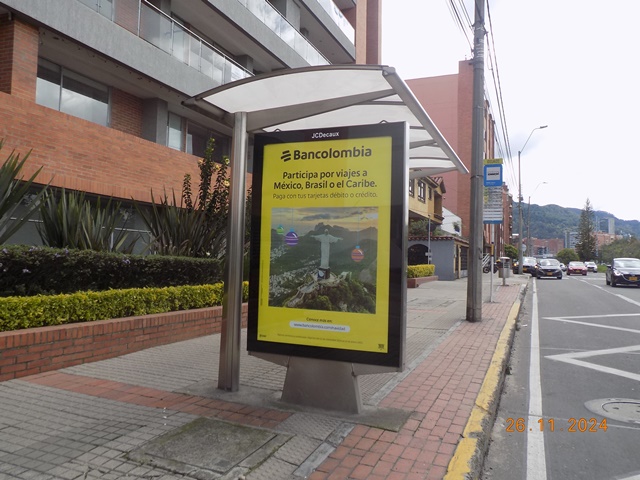 JCDecaux
Bancolombia
Participa por viajes a
México, Brasil o el Caribe.
Paga con tus tarjetas débito o crédito.
26.11.2024